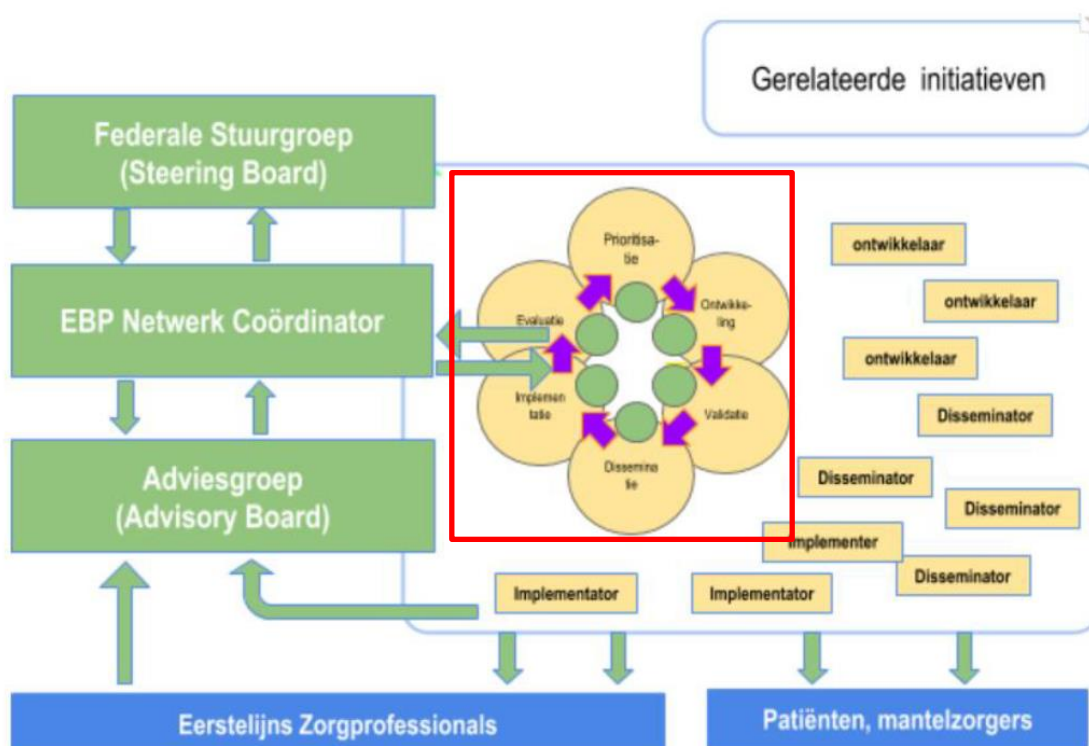 Gerelateerde initiatieven
Federale Stuurgroep
(Steering Board)
EBP Netwerk Coördinator
Adviesgroep
(Advisory Board)
Prioritisa-
tie
Ontwikke-
ling
Validatie
Dissemina
tie
Implemen
tatie
Evaluatie
ontwikkelaar
ontwikkelaar
ontwikkelaar
Disseminator
Disseminator
Disseminator
Implementer
Disseminator
Implementator
Implementator
Eerstelijns Zorgprofessionals
Patiënten, mantelzorgers